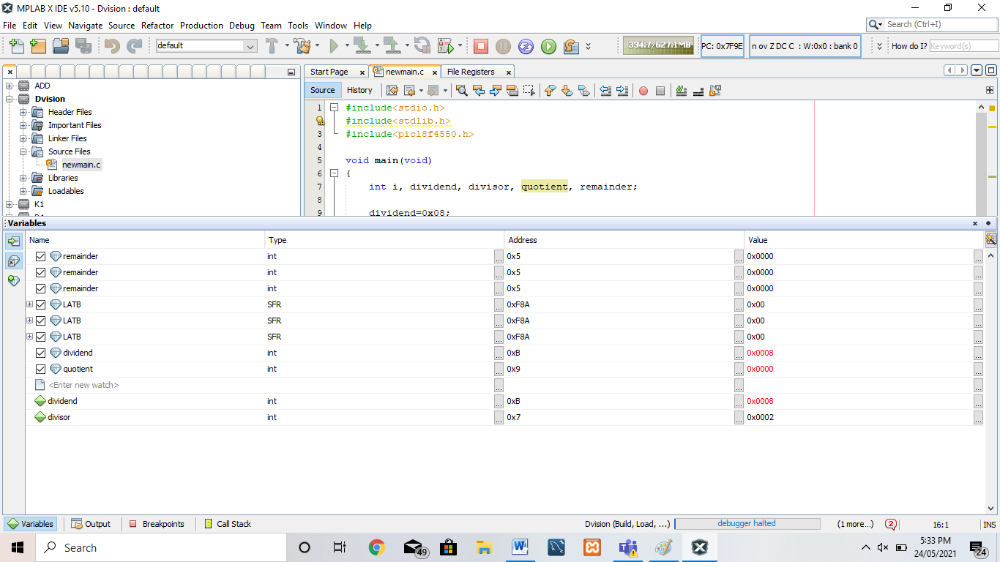 MPLAB X IDE v5.10 - Dvision : default
File Edit View Navigate Source Refactor Production Debug Team Tools Window Help
Search (Ctrl+I)
default
334.7/627.1MB
PC: 0x7F9E
n ov Z DC C : W:0x0 : bank 0
How do I? Keyword(s)
ADD
Dvision
Header Files
Important Files
Linker Files
Source Files
newmain.c
Libraries
Loadables
K1
Start Page newmain.c File Registers
Source History
1 #include<stdio.h>
#include<stdlib.h>
3 #include<pic18f4550.h>
4
5 void main(void)
6 {
7 int i, dividend, divisor, quotient, remainder;
8
9 dividend=0x08;
Variables
Name Type Address Value
remainder int ... 0x5 ... 0x0000 ...
remainder int ... 0x5 ... 0x0000 ...
remainder int ... 0x5 ... 0x0000 ...
LATB SFR ... 0xF8A ... 0x00 ...
LATB SFR ... 0xF8A ... 0x00 ...
LATB SFR ... 0xF8A ... 0x00 ...
dividend int ... 0xB ... 0x0008 ...
quotient int ... 0x9 ... 0x0000 ...
<Enter new watch> ... ... ...
dividend int ... 0xB ... 0x0008 ...
divisor int ... 0x7 ... 0x0002 ...
Variables Output Breakpoints Call Stack
Dvision (Build, Load, ...) debugger halted (1 more...) 2 16:1 INS
Search
49
5:33 PM
24/05/2021
24